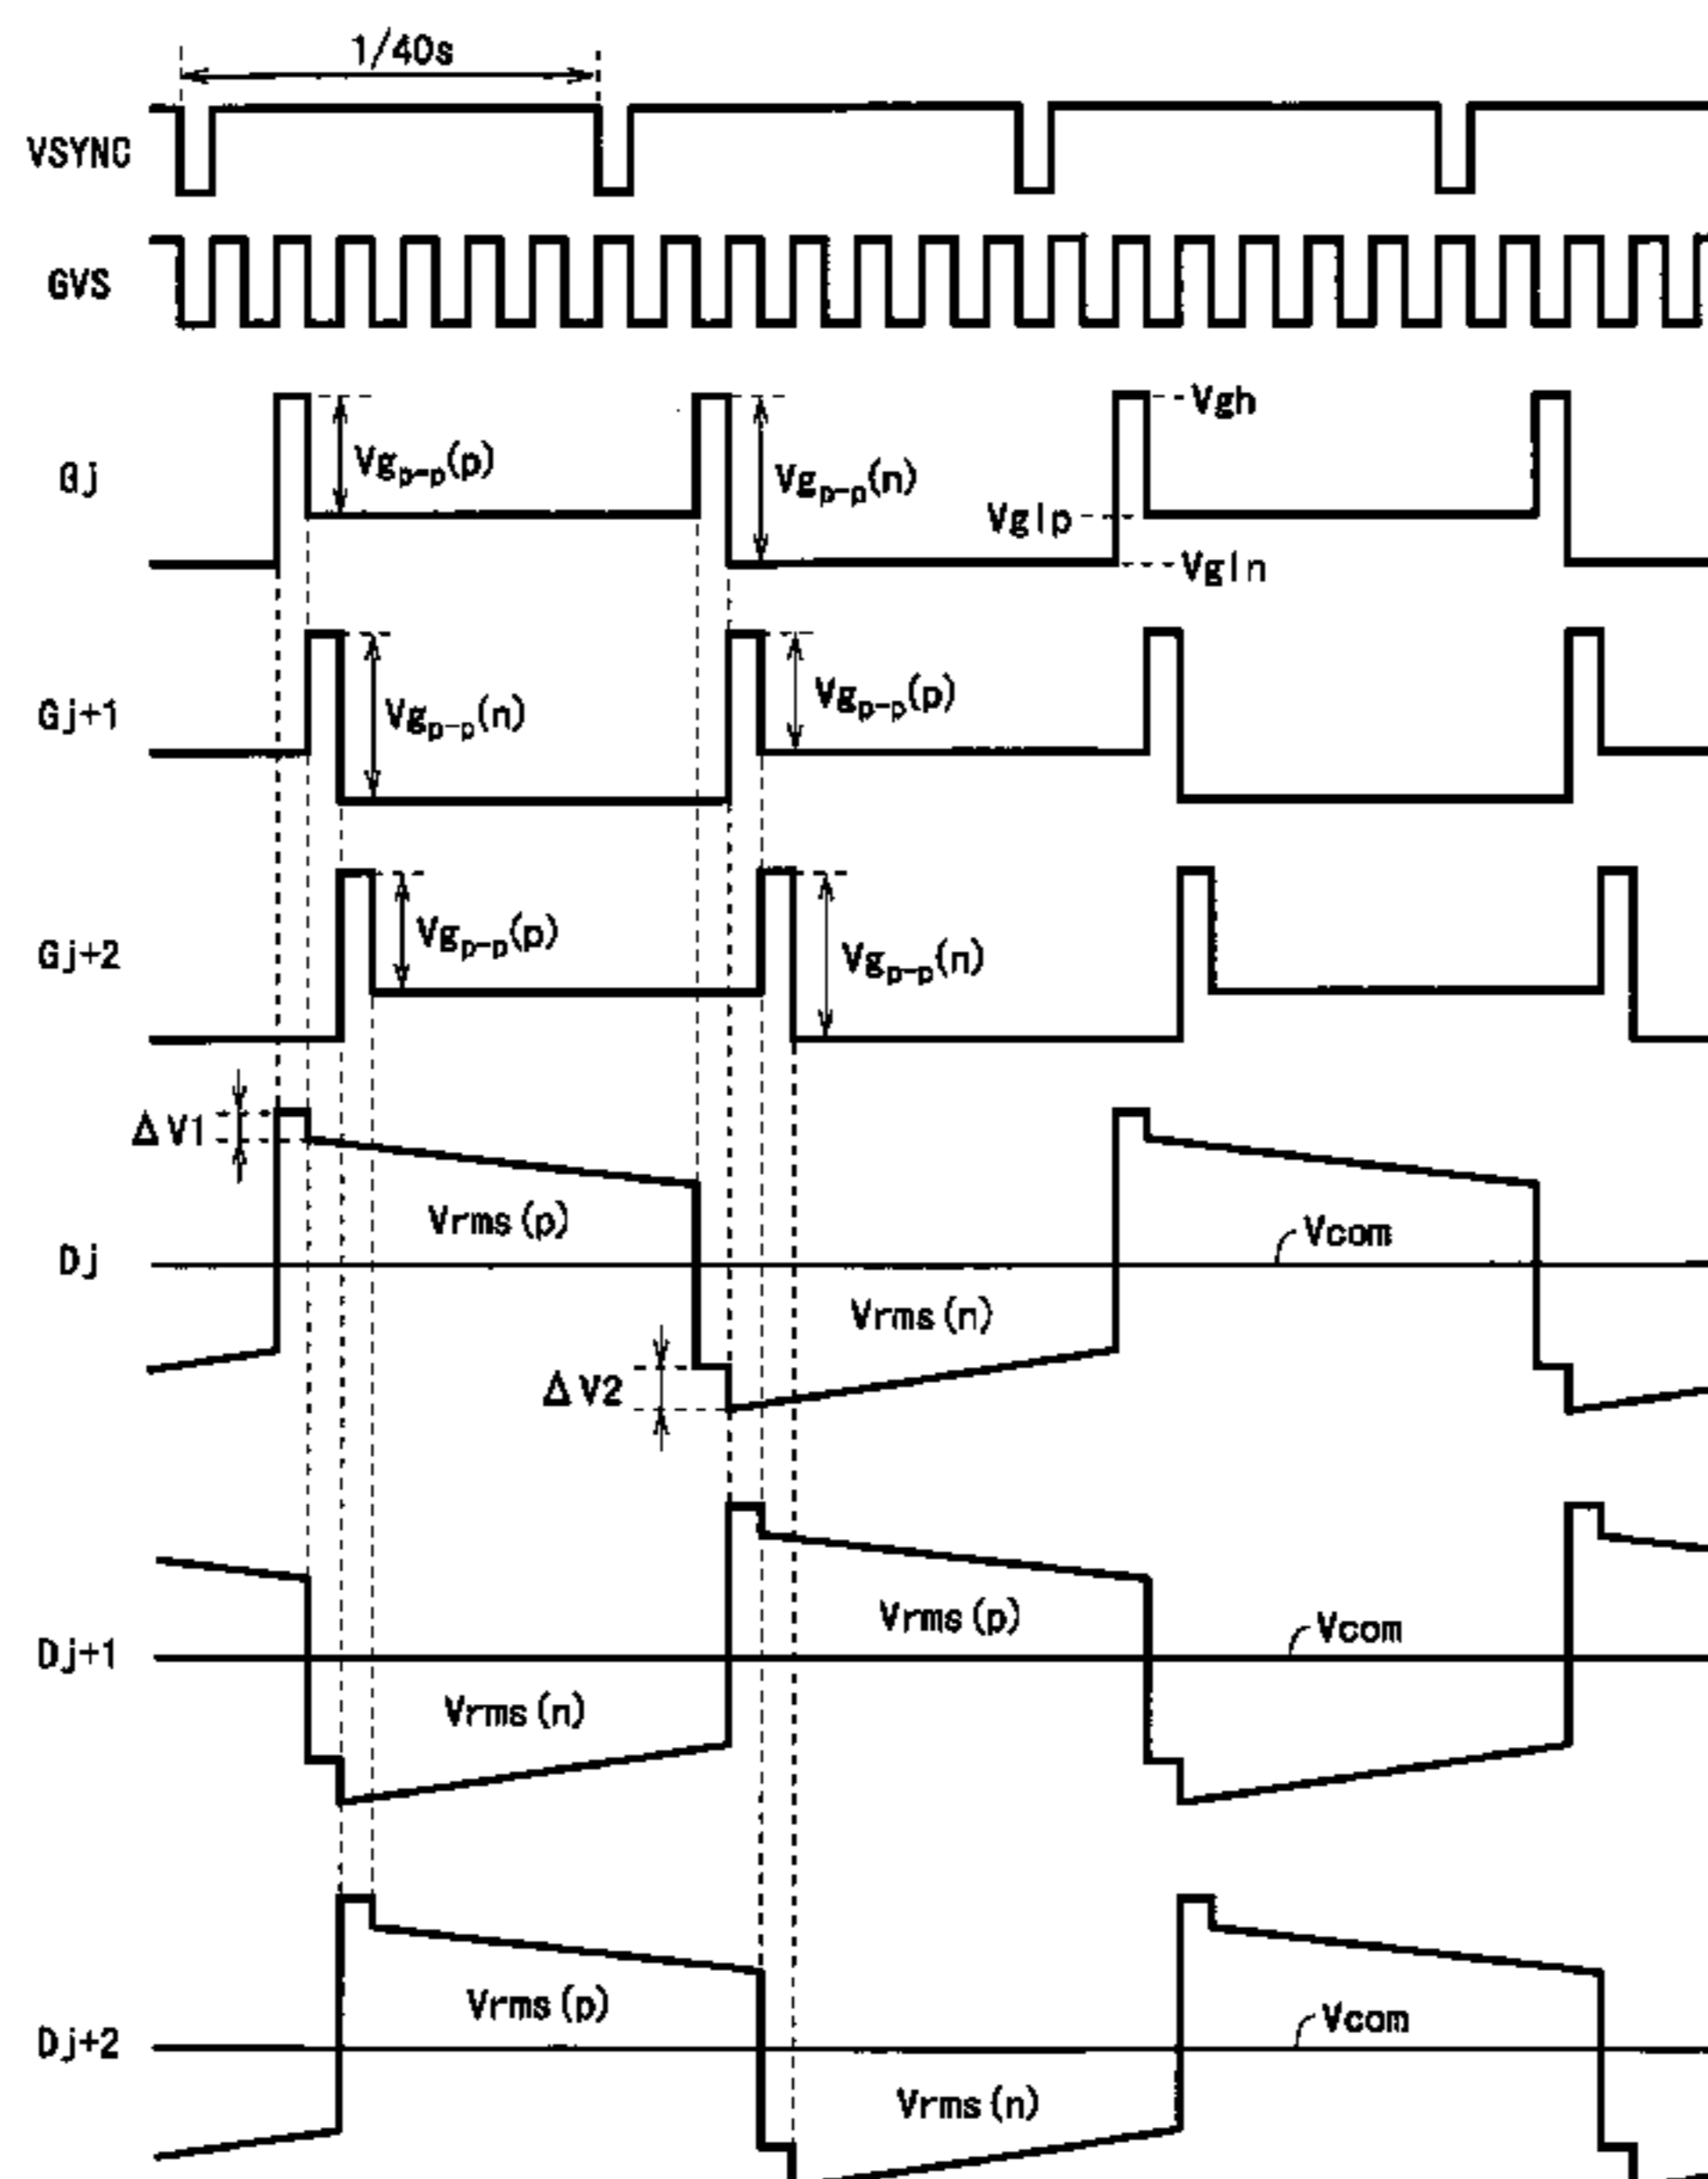 1/40s
VSYNC
GVS
Vgh
Gj
Vgp-p(p)
Vgp-p(n)
Vglp
Vgln
Gj+1
Vgp-p(n)
Vgp-p(p)
Gj+2
Vgp-p(p)
Vgp-p(n)
ΔV1
Vrms(p)
Dj
Vcom
Vrms(n)
ΔV2
Vrms(p)
Dj+1
Vcom
Vrms(n)
Vrms(p)
Dj+2
Vcom
Vrms(n)